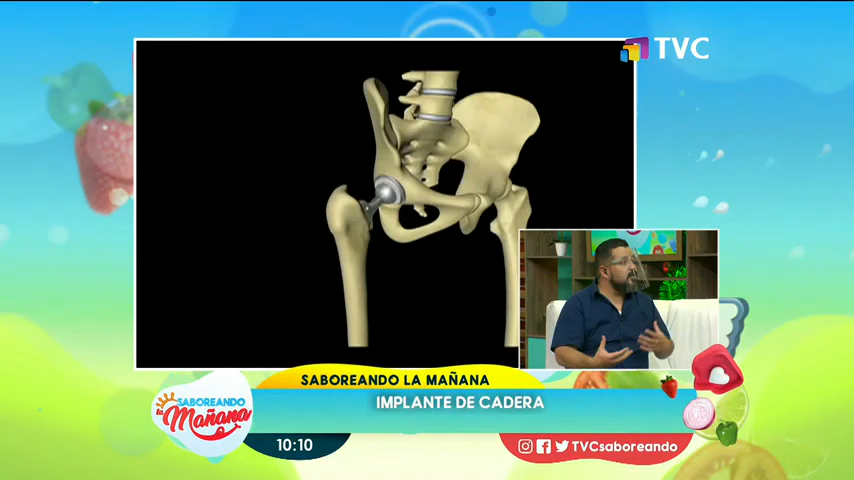 TVC
SABOREANDO LA MAÑANA
IMPLANTE DE CADERA
SABOREANDO
Mañana
10:10
TVCsaboreando